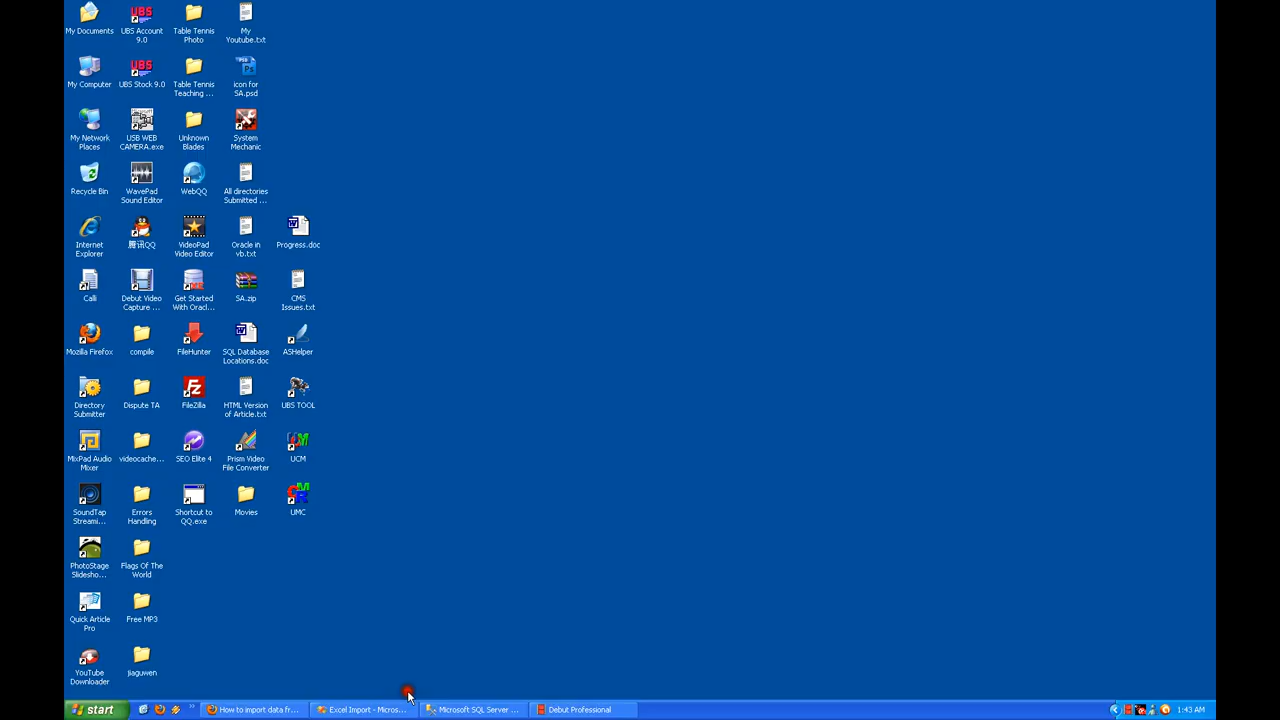 My Documents
UBS Account
9.0
Table Tennis
Photo
My
Youtube.txt
My Computer
UBS
UBS Stock 9.0
Table Tennis
Teaching ...
icon for
SA.psd
My Network
Places
USB WEB
CAMERA.exe
Unknown
Blades
System
Mechanic
Recycle Bin
WavePad
Sound Editor
WebQQ
All directories
Submitted ...
Internet
Explorer
腾讯QQ
VideoPad
Video Editor
Oracle in
vb.txt
Progress.doc
Calli
Debut Video
Capture ...
Get Started
With Oracl...
SA.zip
CMS
Issues.txt
Mozilla Firefox
compile
FileHunter
SQL Database
Locations.doc
ASHelper
Directory
Submitter
Dispute TA
FileZilla
HTML Version
of Article.txt
UBS TOOL
MixPad Audio
Mixer
videocache...
SEO Elite 4
Prism Video
File Converter
UCM
SoundTap
Streami...
Errors
Handling
Shortcut to
QQ.exe
Movies
UMC
PhotoStage
Slidesho...
Flags Of The
World
Quick Article
Pro
Free MP3
YouTube
Downloader
jiaguwen
start
How to import data fr...
Excel Import - Micros...
Microsoft SQL Server ...
Debut Professional
1:43 AM